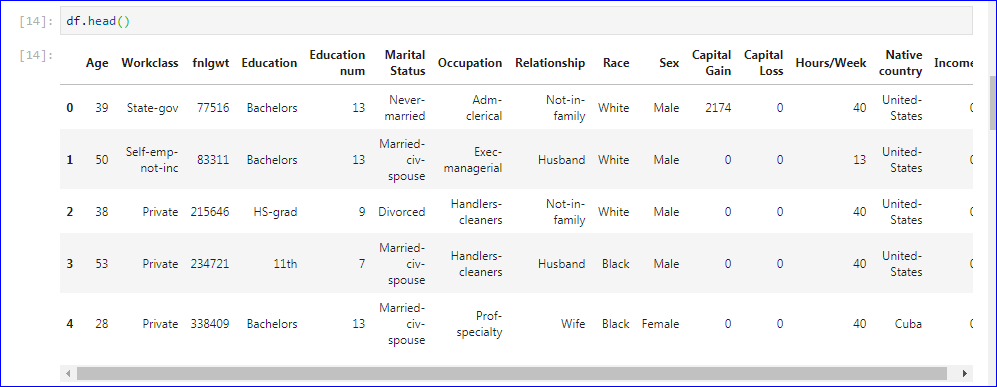 [14]: df.head()
[14]:
Age Workclass fnlgwt Education Education num Marital Status Occupation Relationship Race Sex Capital Gain Capital Loss Hours/Week Native country Income
0 39 State-gov 77516 Bachelors 13 Never-married Adm-clerical Not-in-family White Male 2174 0 40 United-States
1 50 Self-emp-not-inc 83311 Bachelors 13 Married-civ-spouse Exec-managerial Husband White Male 0 0 13 United-States
2 38 Private 215646 HS-grad 9 Divorced Handlers-cleaners Not-in-family White Male 0 0 40 United-States
3 53 Private 234721 11th 7 Married-civ-spouse Handlers-cleaners Husband Black Male 0 0 40 United-States
4 28 Private 338409 Bachelors 13 Married-civ-spouse Prof-specialty Wife Black Female 0 0 40 Cuba